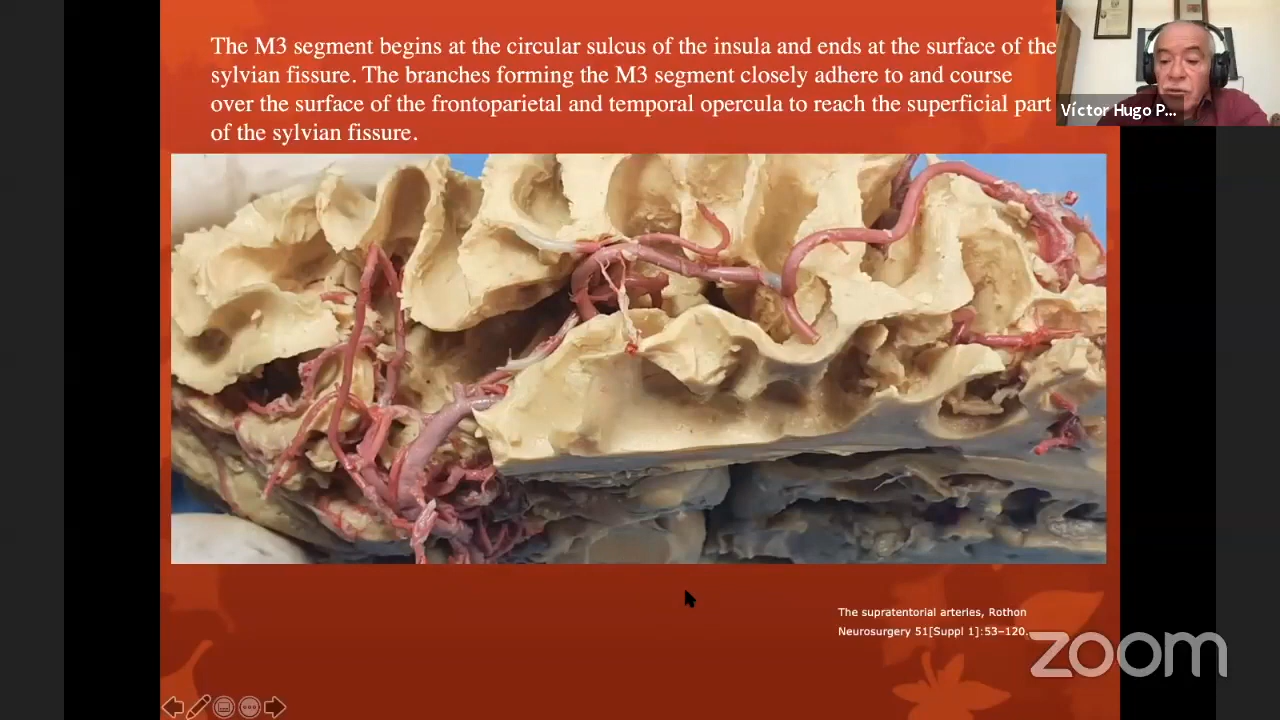 The M3 segment begins at the circular sulcus of the insula and ends at the surface of the
sylvian fissure. The branches forming the M3 segment closely adhere to and course
over the surface of the frontoparietal and temporal opercula to reach the superficial part
of the sylvian fissure.
Víctor Hugo P...
The supratentorial arteries, Rothon
Neurosurgery 51[Suppl 1]:53–120.
zoom